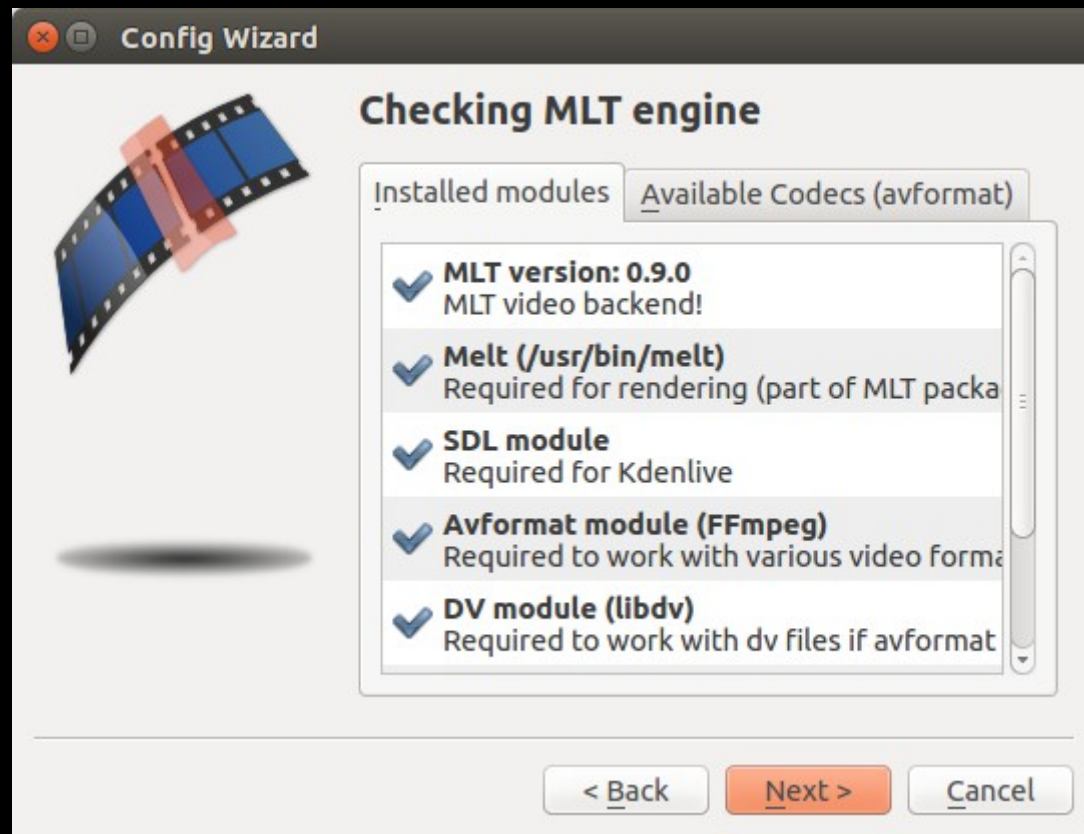 Config Wizard
Checking MLT engine
Installed modules
Available Codecs (avformat)
MLT version: 0.9.0
MLT video backend!
Melt (/usr/bin/melt)
Required for rendering (part of MLT packa
SDL module
Required for Kdenlive
Avformat module (FFmpeg)
Required to work with various video forma
DV module (libdv)
Required to work with dv files if avformat
< Back
Next >
Cancel